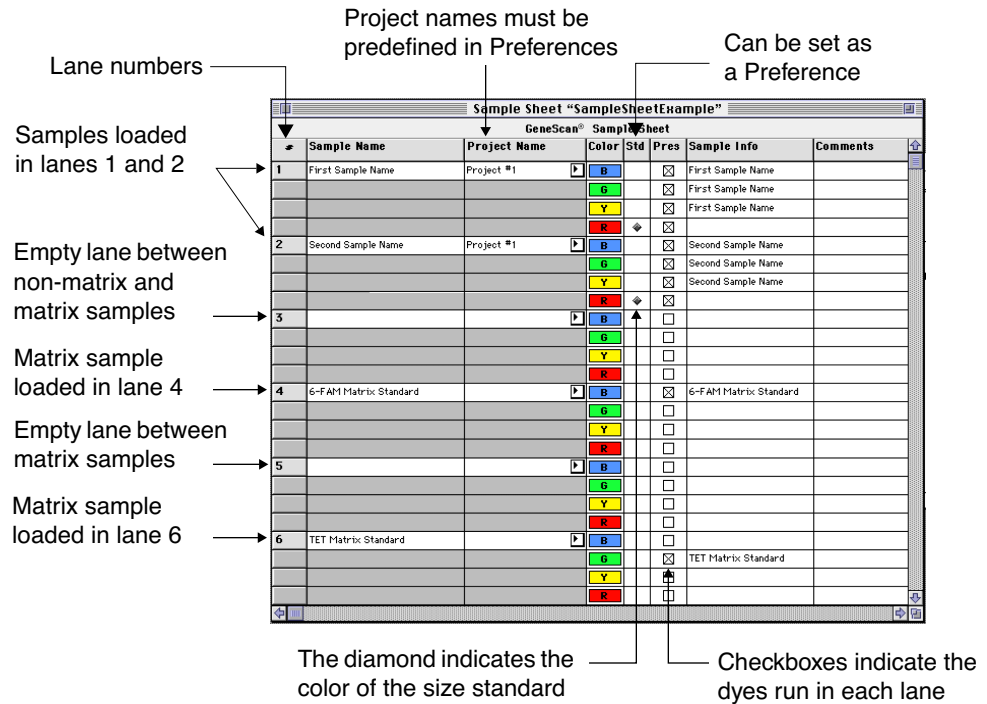 Project names must be
predefined in Preferences
Can be set as
a Preference
Lane numbers
Sample Sheet “SampleSheetExample”
GeneScan® Sample Sheet
# Sample Name Project Name Color Std Pres Sample Info Comments
Samples loaded
in lanes 1 and 2
1 First Sample Name Project #1 B First Sample Name
G First Sample Name
Y First Sample Name
R
2 Second Sample Name Project #1 B Second Sample Name
G Second Sample Name
Y Second Sample Name
R
Empty lane between
non-matrix and
matrix samples
3 B
G
Y
R
Matrix sample
loaded in lane 4
4 6-FAM Matrix Standard B 6-FAM Matrix Standard
G
Y
R
Empty lane between
matrix samples
5 B
G
Y
R
Matrix sample
loaded in lane 6
6 TET Matrix Standard B
G TET Matrix Standard
Y
R
The diamond indicates the
color of the size standard
Checkboxes indicate the
dyes run in each lane